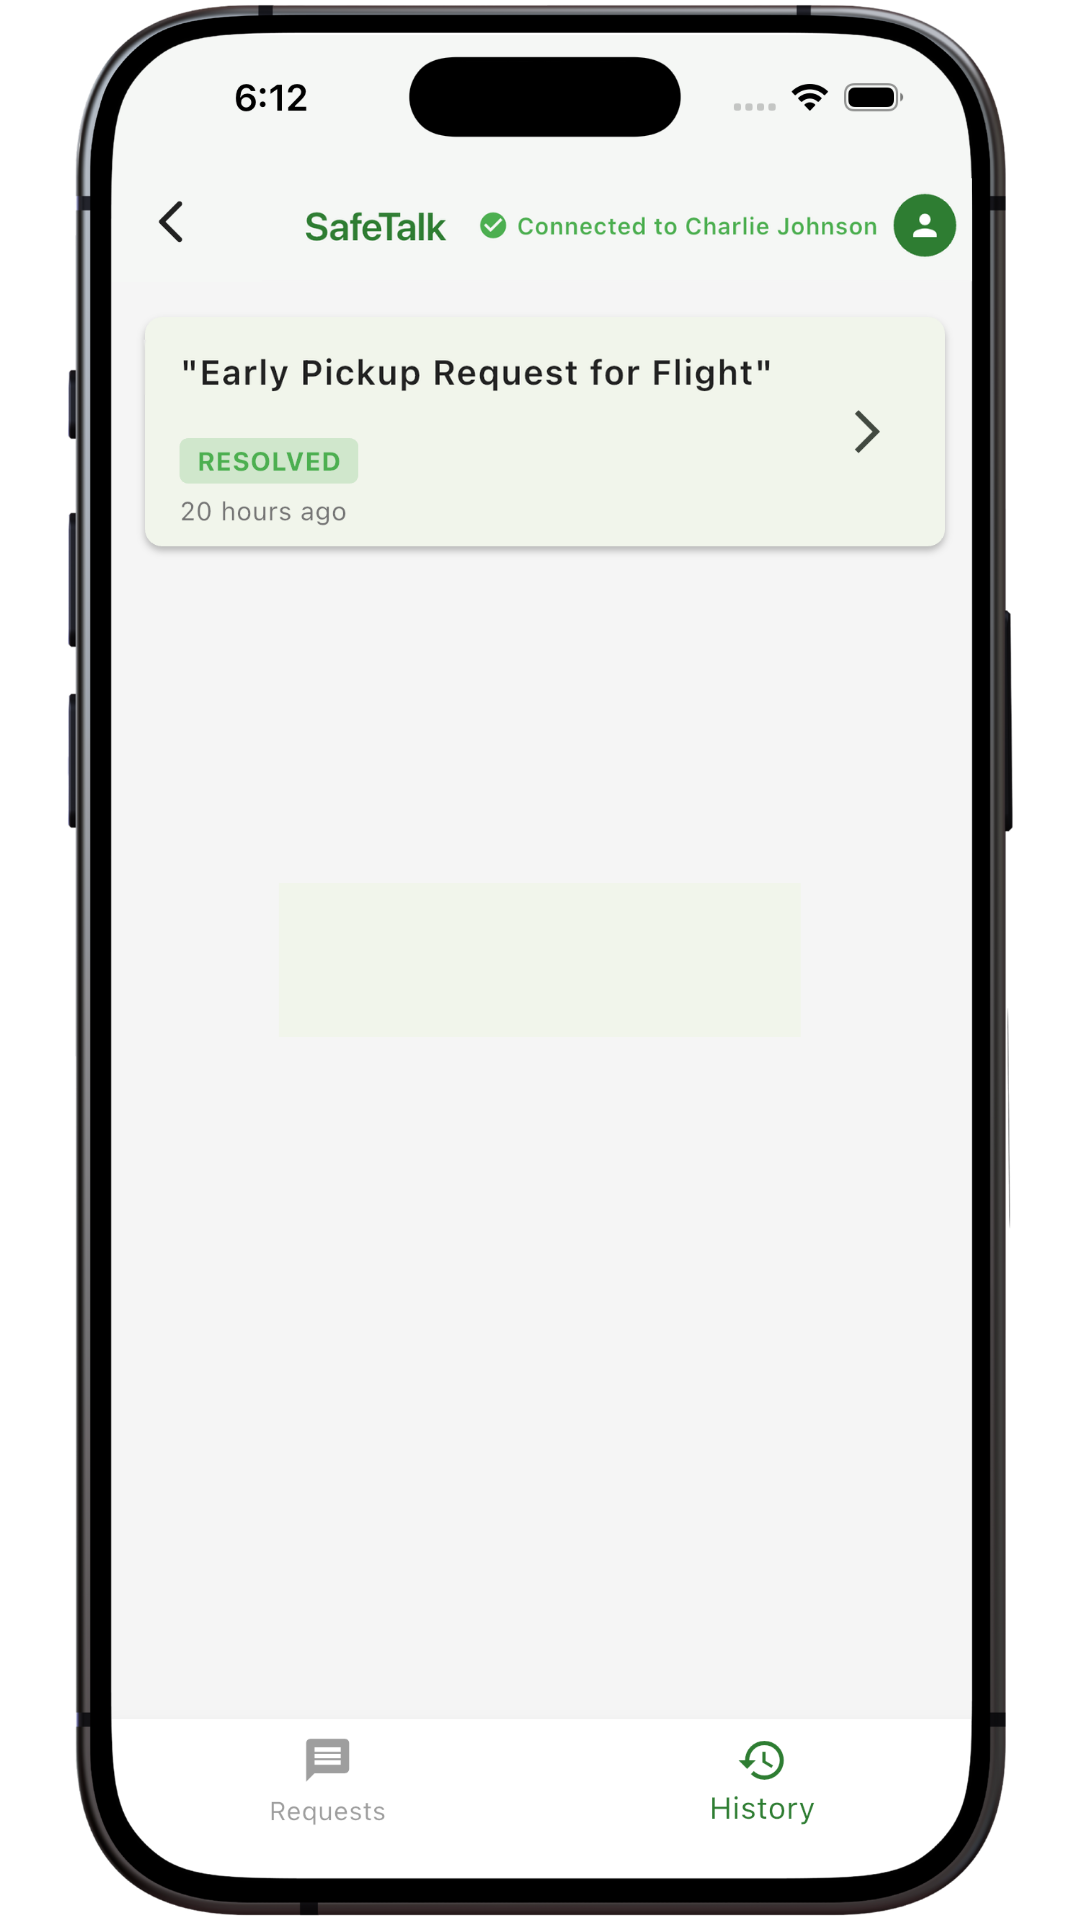 6:12
SafeTalk Connected to Charlie Johnson
"Early Pickup Request for Flight"
RESOLVED
20 hours ago
Requests
History